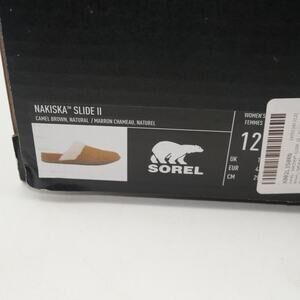 NAKISKA™ SLIDE II
CAMEL BROWN, NATURAL / MARRON CHAMEAU, NATUREL
WOMEN'S
FEMMES
12
SOREL
UK
EUR
CM